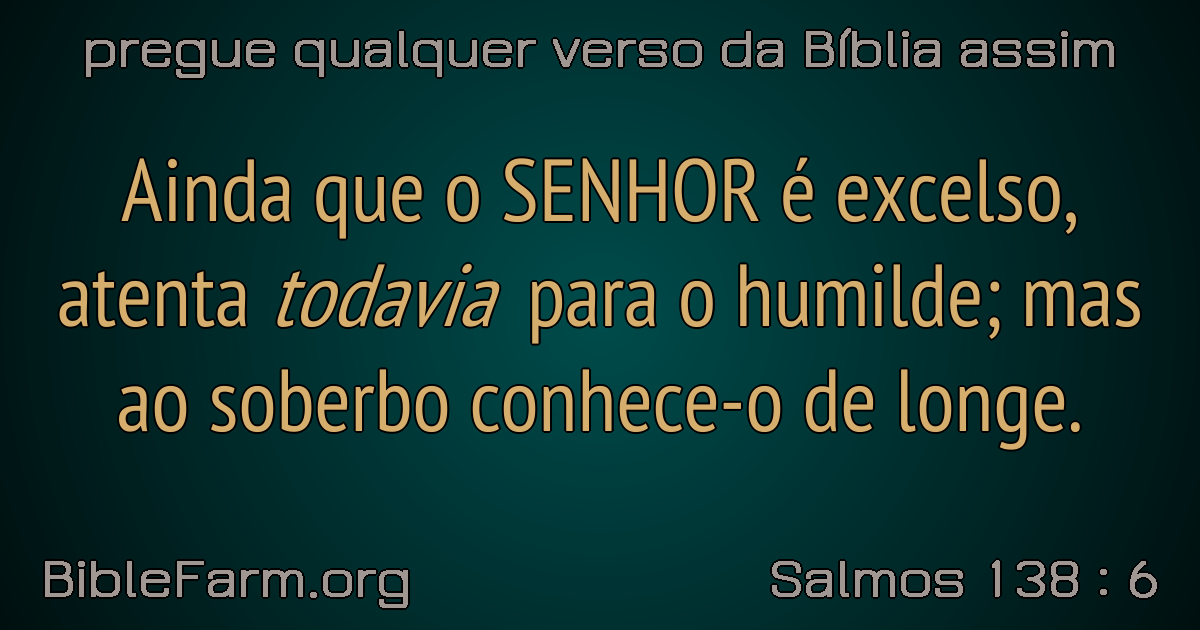 pregue qualquer verso da Bíblia assim
Ainda que o SENHOR é excelso,
atenta todavia para o humilde; mas
ao soberbo conhece-o de longe.
BibleFarm.org
Salmos 138 : 6